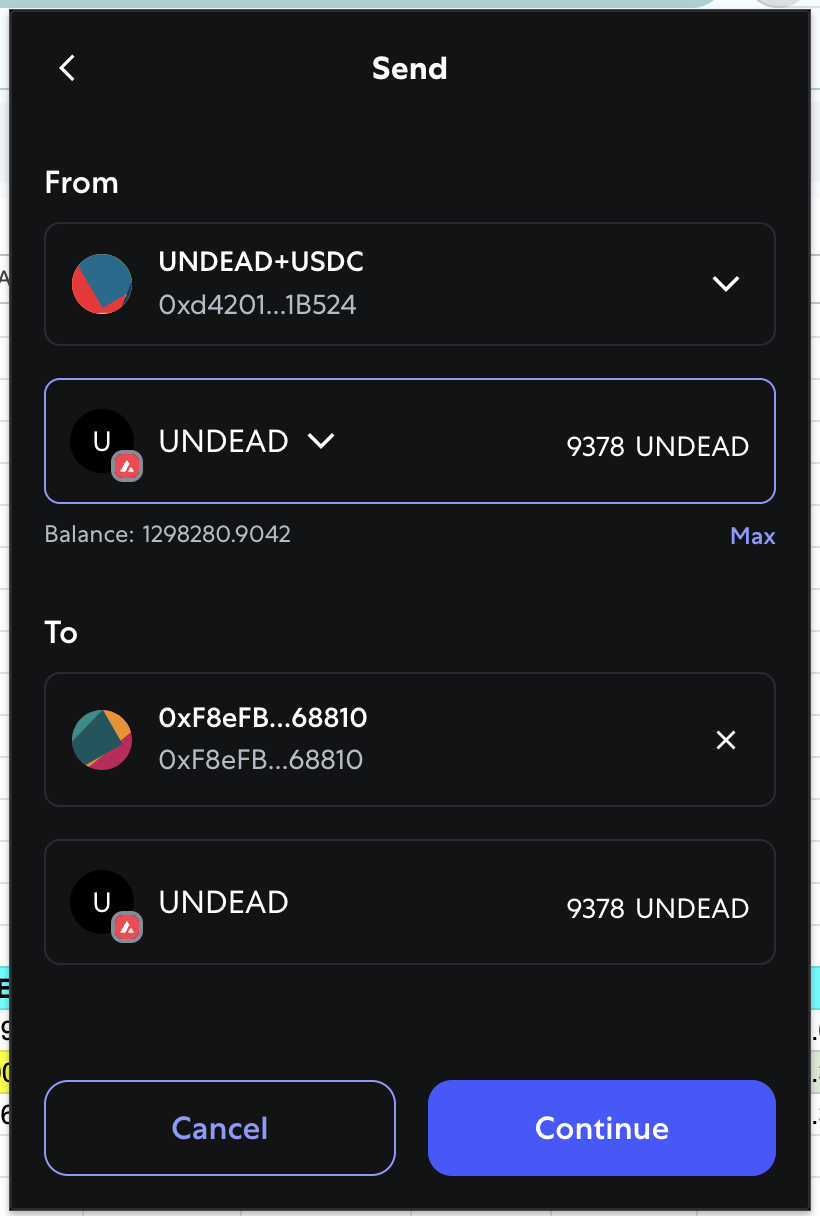 Send
From
UNDEAD+USDC
0xd4201...1B524
U UNDEAD 9378 UNDEAD
Balance: 1298280.9042 Max
To
0xF8eFB...68810
0xF8eFB...68810
U UNDEAD 9378 UNDEAD
Cancel Continue